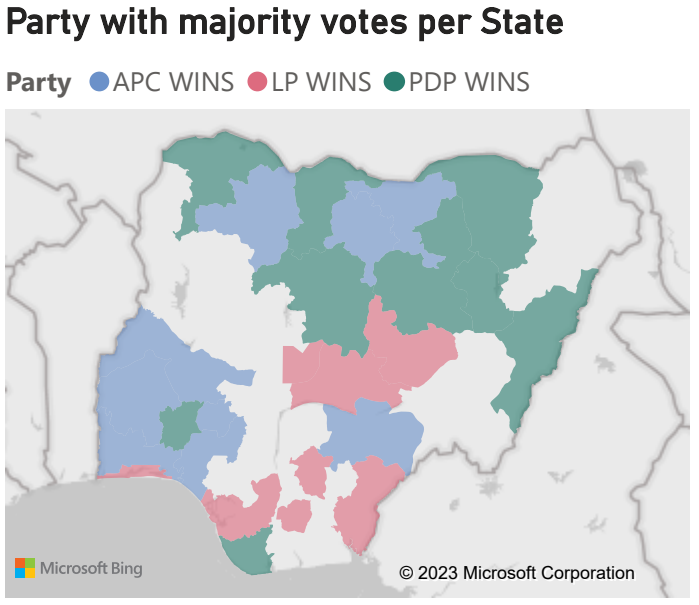 Party with majority votes per State
Party APC WINS LP WINS PDP WINS
Microsoft Bing
© 2023 Microsoft Corporation